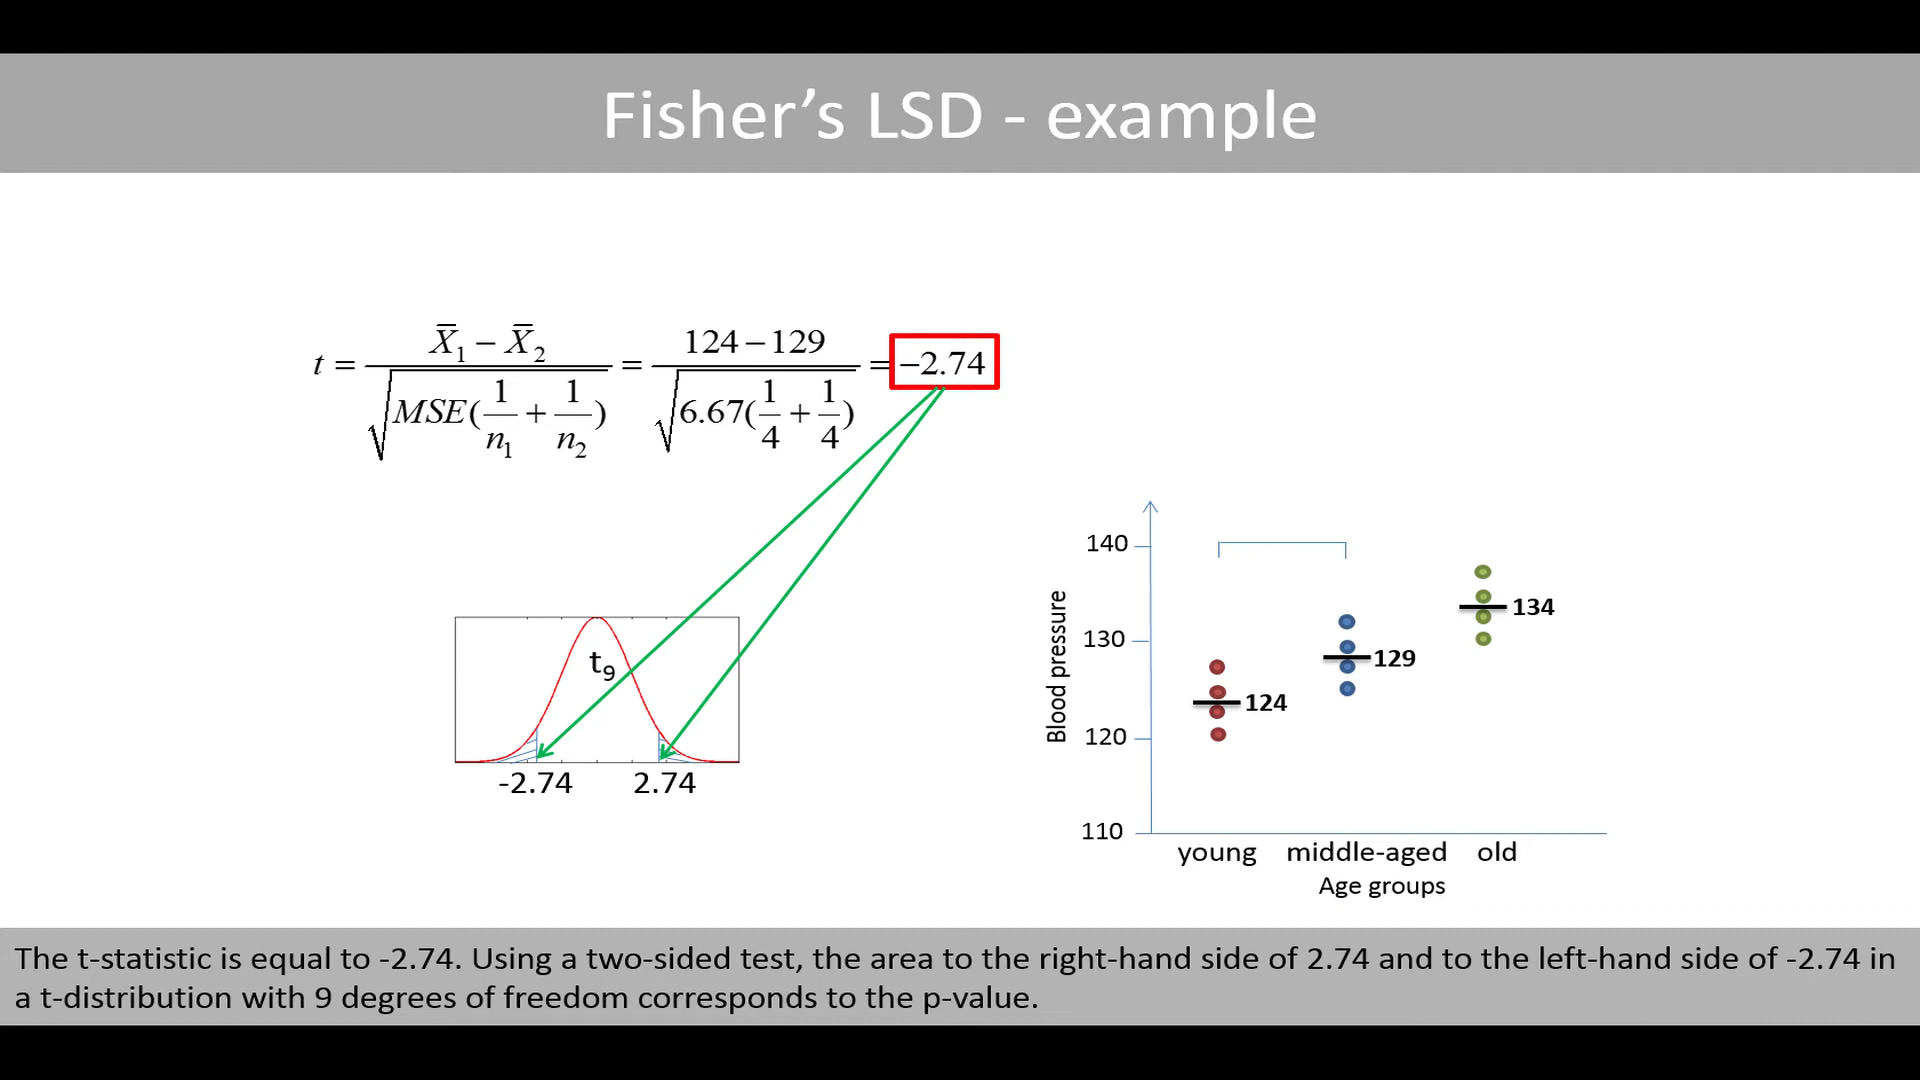 Fisher’s LSD - example
t = (X̄₁ − X̄₂) / √(MSE(1/n₁ + 1/n₂)) = (124 − 129) / √(6.67(1/4 + 1/4)) = −2.74
t₉
-2.74 2.74
Blood pressure
140
130
120
110
124
129
134
young middle-aged old
Age groups
The t-statistic is equal to -2.74. Using a two-sided test, the area to the right-hand side of 2.74 and to the left-hand side of -2.74 in
a t-distribution with 9 degrees of freedom corresponds to the p-value.